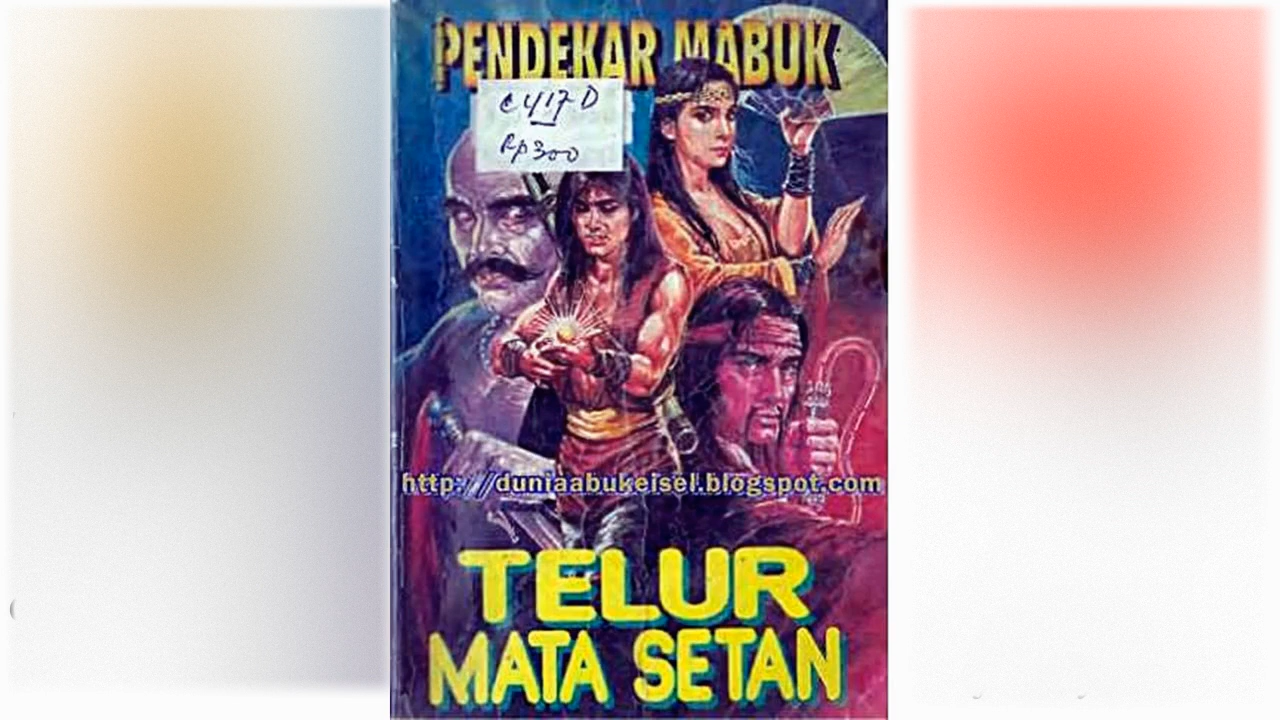 PENDEKAR MABUK
C417D
Rp300
http://duniaabukeisel.blogspot.com
TELUR
MATA SETAN